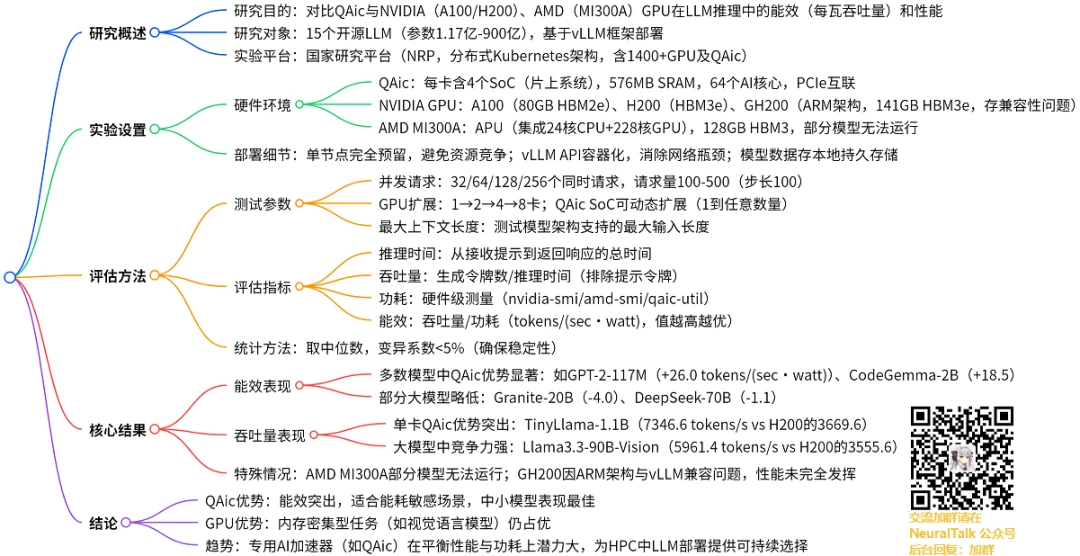 研究概述
研究目的：对比QAic与NVIDIA（A100/H200）、AMD（MI300A）GPU在LLM推理中的能效（每瓦吞吐量）和性能
研究对象：15个开源LLM（参数1.17亿-900亿），基于vLLM框架部署
实验平台：国家研究平台（NRP，分布式Kubernetes架构，含1400+GPU及QAic）
实验设置
硬件环境
QAic：每卡含4个SoC（片上系统），576MB SRAM，64个AI核心，PCIe互联
NVIDIA GPU：A100（80GB HBM2e）、H200（HBM3e）、GH200（ARM架构，141GB HBM3e，存兼容性问题）
AMD MI300A：APU（集成24核CPU+228核GPU），128GB HBM3，部分模型无法运行
部署细节：单节点完全预留，避免资源竞争；vLLM API容器化，消除网络瓶颈；模型数据存本地持久存储
评估方法
测试参数
并发请求：32/64/128/256个同时请求，请求量100-500（步长100）
GPU扩展：1→2→4→8卡；QAic SoC可动态扩展（1到任意数量）
最大上下文长度：测试模型架构支持的最大输入长度
评估指标
推理时间：从接收提示到返回响应的总时间
吞吐量：生成令牌数/推理时间（排除提示令牌）
功耗：硬件级测量（nvidia-smi/amd-smi/qaic-util）
能效：吞吐量/功耗（tokens/(sec·watt)，值越高越优）
统计方法：取中位数，变异系数<5%（确保稳定性）
核心结果
能效表现
多数模型中QAic优势显著：如GPT-2-117M（+26.0 tokens/(sec·watt)）、CodeGemma-2B（+18.5）
部分大模型略低：Granite-20B（-4.0）、DeepSeek-70B（-1.1）
吞吐量表现
单卡QAic优势突出：TinyLlama-1.1B（7346.6 tokens/s vs H200的3669.6）
大模型中竞争力强：Llama3.3-90B-Vision（5961.4 tokens/s vs H200的3555.6）
特殊情况：AMD MI300A部分模型无法运行；GH200因ARM架构与vLLM兼容问题，性能未完全发挥
结论
QAic优势：能效突出，适合能耗敏感场景，中小模型表现最佳
GPU优势：内存密集型任务（如视觉语言模型）仍占优
趋势：专用AI加速器（如QAic）在平衡性能与功耗上潜力大，为HPC中LLM部署提供可持续选择
交流加群请在
NeuralTalk 公众号
后台回复：加群